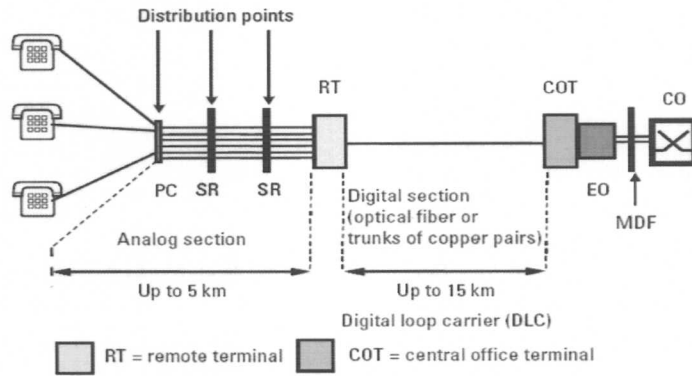 Distribution points
RT
COT
CO
PC
SR
SR
EO
MDF
Digital section
(optical fiber or
trunks of copper pairs)
Analog section
Up to 5 km
Up to 15 km
Digital loop carrier (DLC)
RT = remote terminal
COT = central office terminal